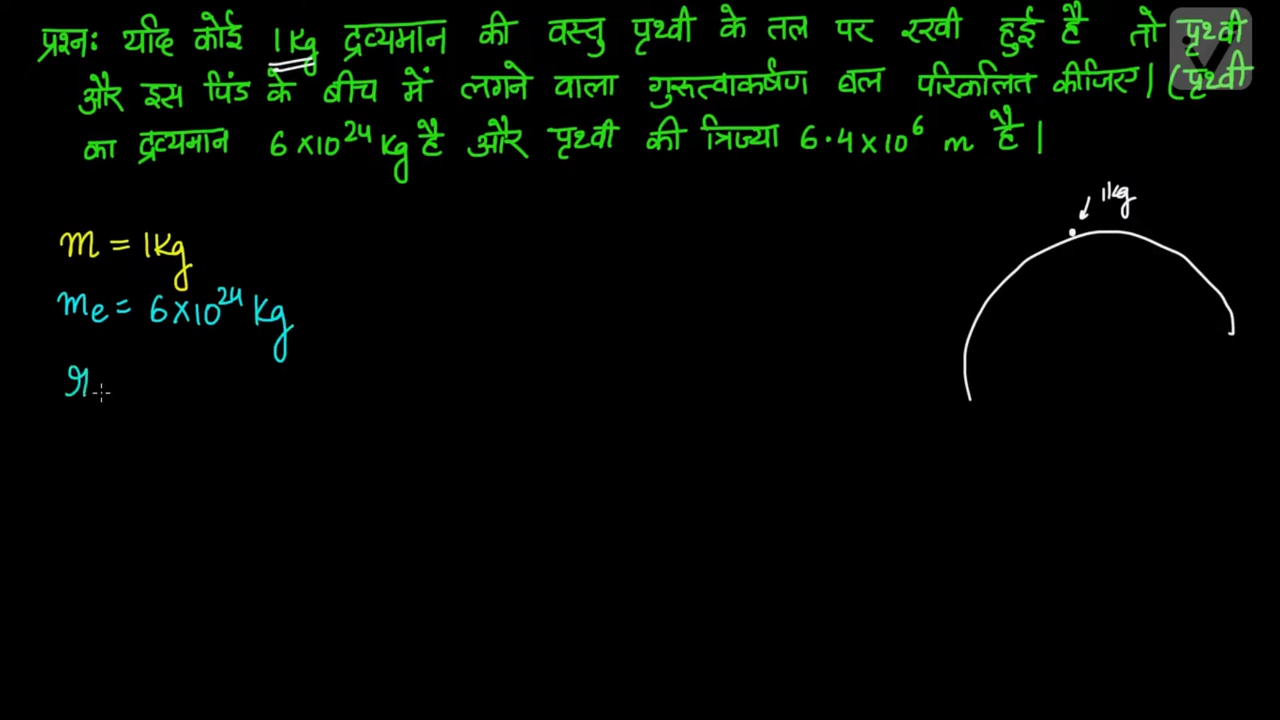 प्रश्नः यदि कोई 1Kg द्रव्यमान की वस्तु पृथ्वी के तल पर रखी हुई है तो पृथ्वी
और इस पिंड के बीच में लगने वाला गुरुत्वाकर्षण बल परिकलित कीजिए। (पृथ्वी
का द्रव्यमान 6×10²⁴ Kg है और पृथ्वी की त्रिज्या 6·4×10⁶ m है।
1kg
m = 1Kg
me = 6×10²⁴ Kg
r